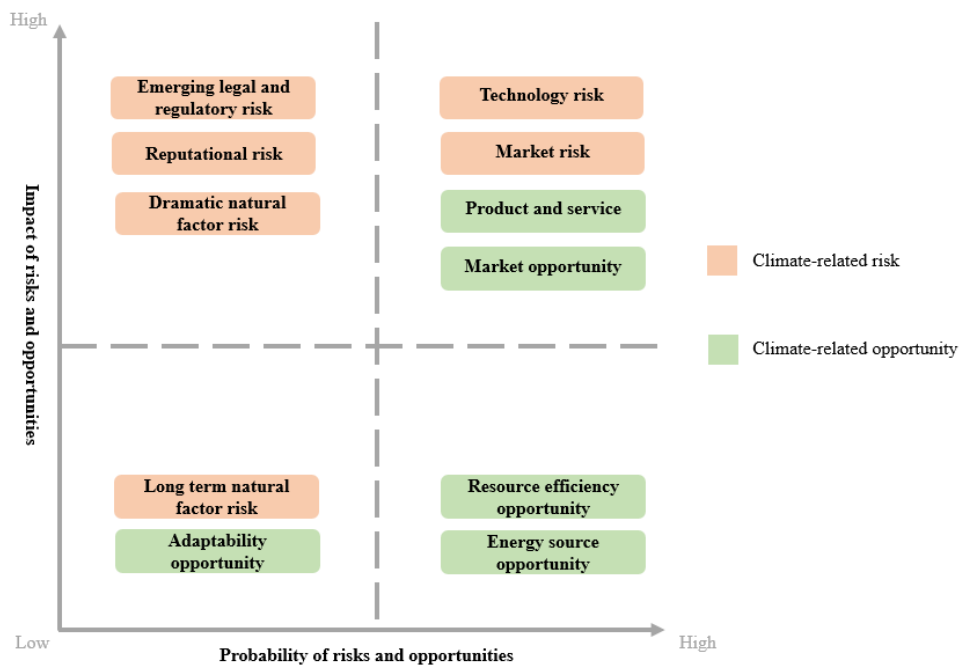 High
Emerging legal and
regulatory risk
Reputational risk
Dramatic natural
factor risk
Technology risk
Market risk
Product and service
Market opportunity
Impact of risks and opportunities
Climate-related risk
Climate-related opportunity
Long term natural
factor risk
Adaptability
opportunity
Resource efficiency
opportunity
Energy source
opportunity
Low
Probability of risks and opportunities
High